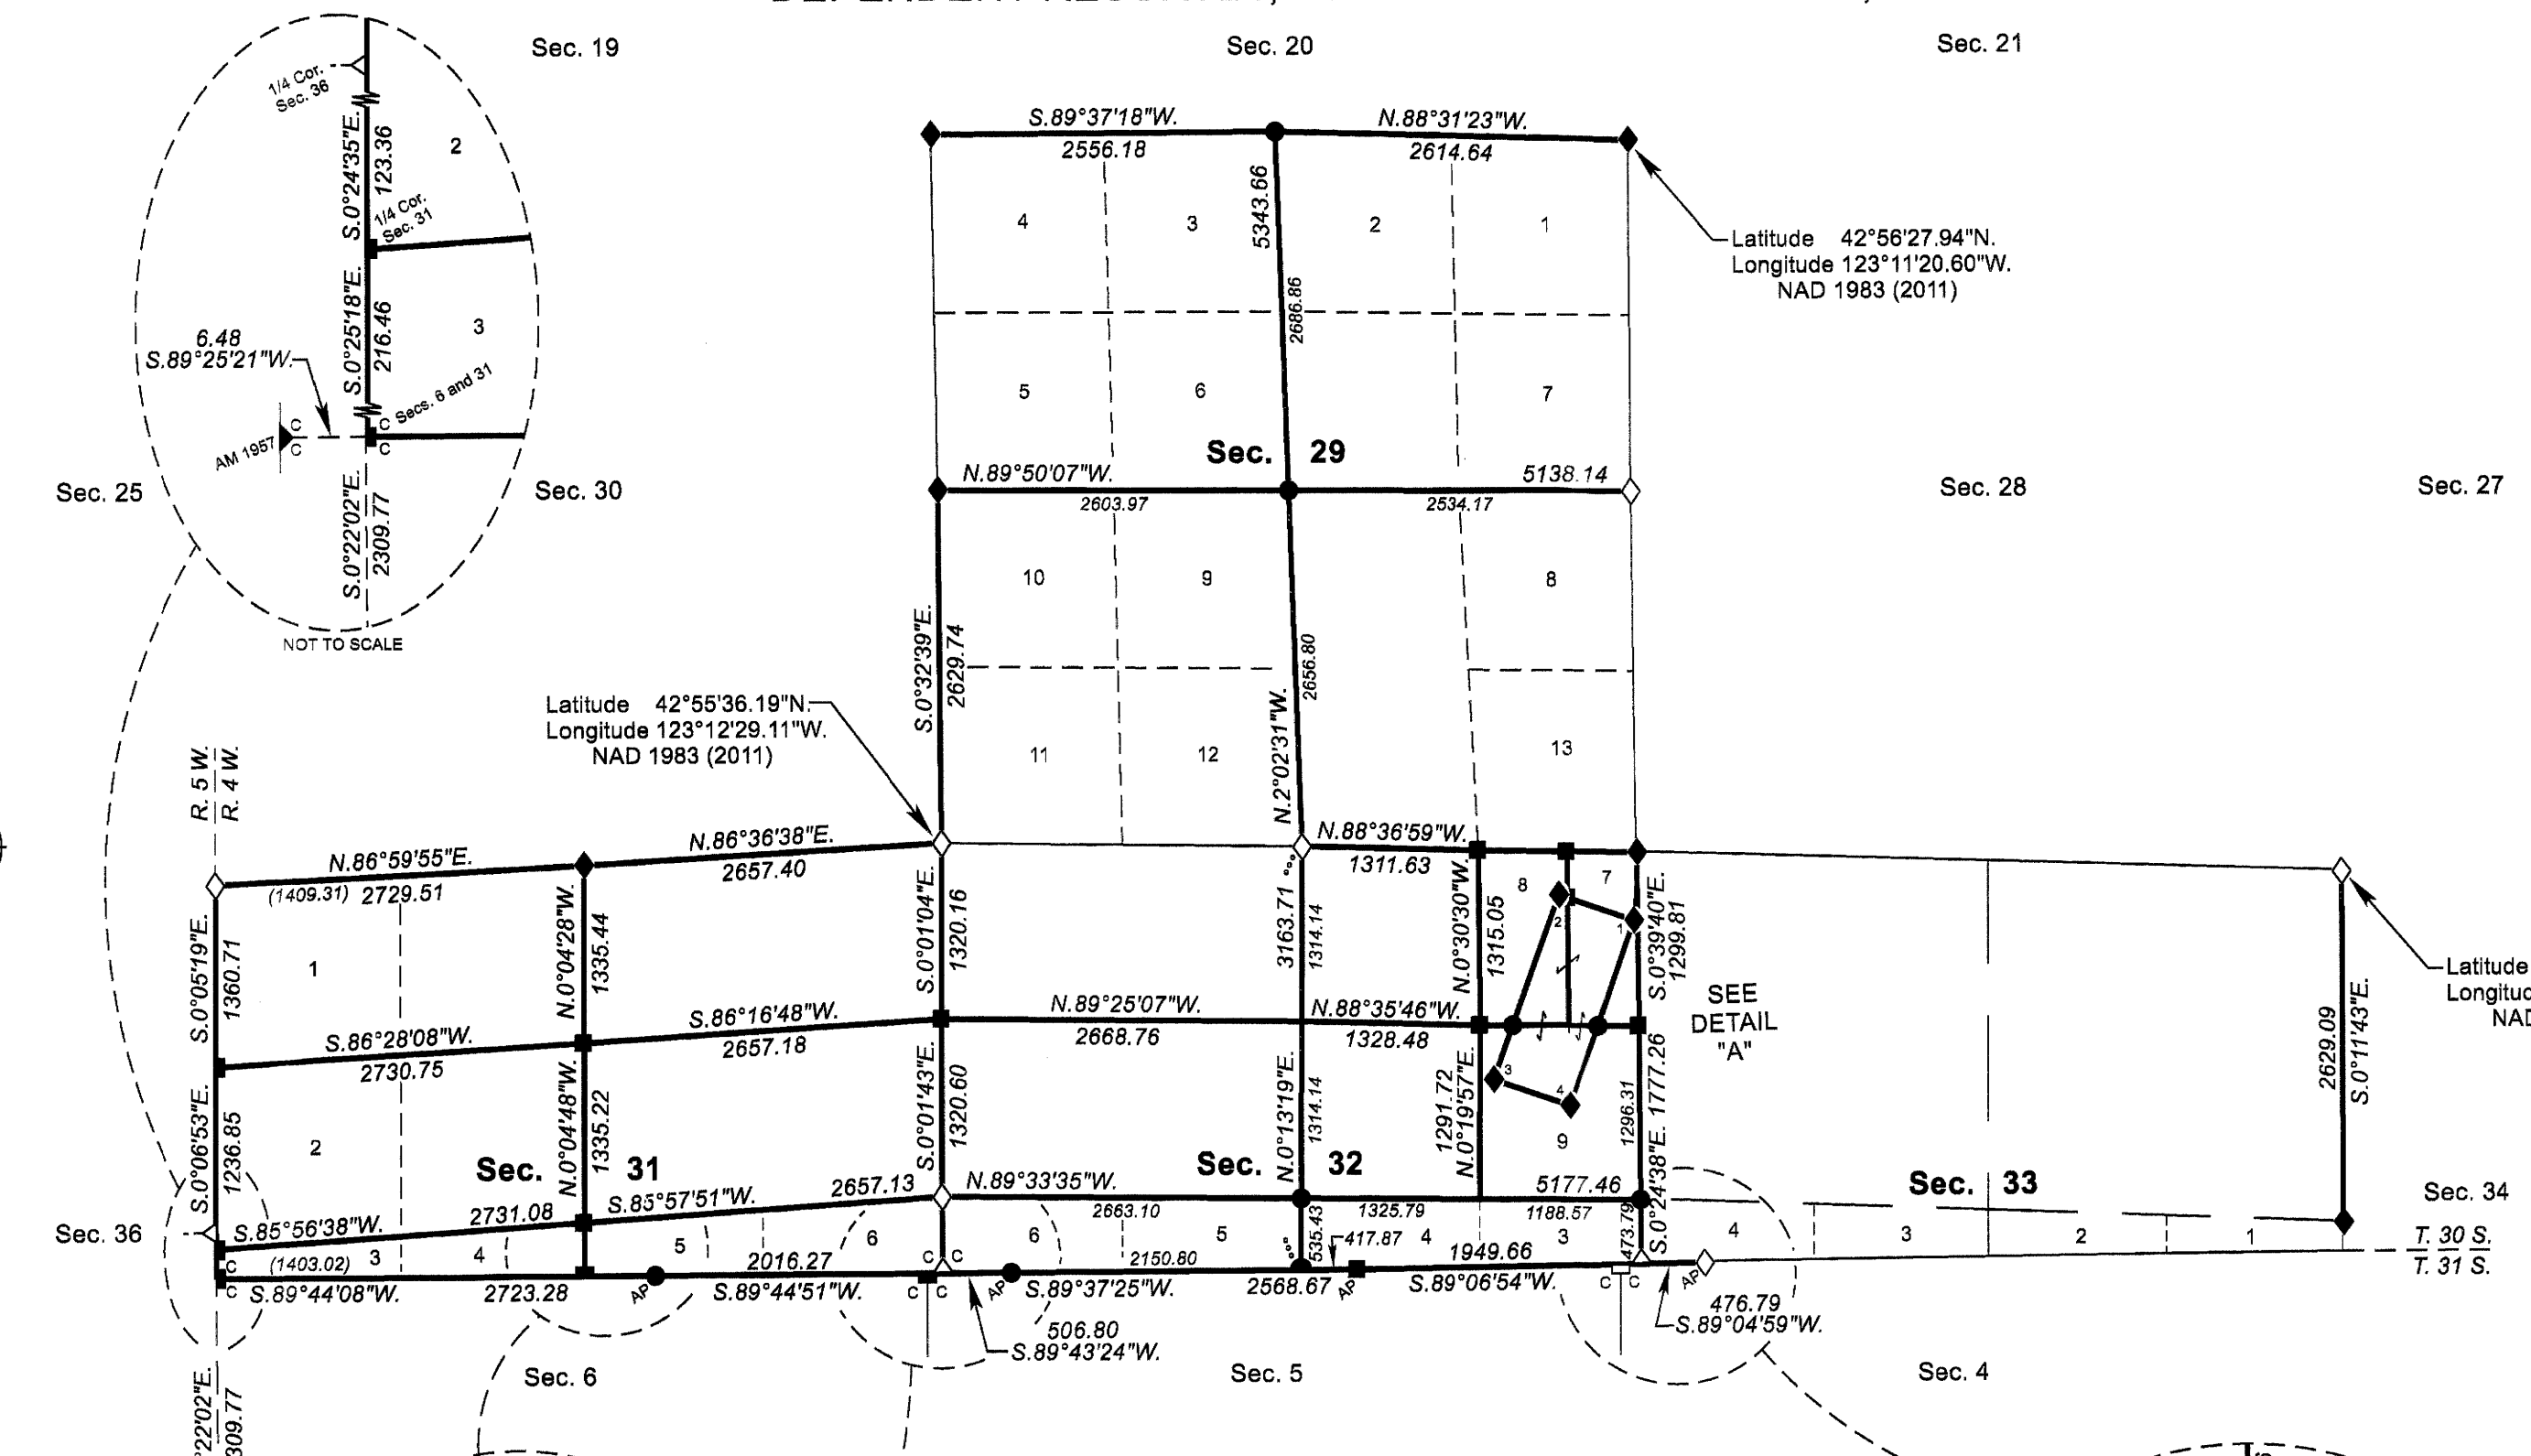 Sec. 19
Sec. 20
Sec. 21
1/4 Cor.
Sec. 36
S.0°24'35"E.
123.36
2
1/4 Cor.
Sec. 31
S.0°25'18"E.
216.46
3
6.48
S.89°25'21"W.
Secs. 6 and 31
C
C
C
C
AM 1957
S.0°22'02"E.
2309.77
NOT TO SCALE
Sec. 25
Sec. 30
S.89°37'18"W.
2556.18
N.88°31'23"W.
2614.64
4
3
5343.66
2
1
2686.86
Latitude 42°56'27.94"N.
Longitude 123°11'20.60"W.
NAD 1983 (2011)
5
6
7
Sec. 29
N.89°50'07"W.
5138.14
2603.97
2534.17
Sec. 28
Sec. 27
10
9
8
S.0°32'39"E.
2629.74
2656.80
N.2°02'31"W.
11
12
13
Latitude 42°55'36.19"N.
Longitude 123°12'29.11"W.
NAD 1983 (2011)
R. 5 W.
R. 4 W.
N.86°59'55"E.
(1409.31) 2729.51
N.86°36'38"E.
2657.40
N.88°36'59"W.
1311.63
S.0°05'19"E.
1360.71
1
N.0°04'28"W.
1335.44
S.0°01'04"E.
1320.16
3163.71
1314.14
N.0°30'30"W.
1315.05
8
7
2
1
S.0°39'40"E.
1299.81
SEE
DETAIL
"A"
Latitude
NAD
2629.09
S.0°11'43"E.
S.86°28'08"W.
2730.75
S.86°16'48"W.
2657.18
N.89°25'07"W.
2668.76
N.88°35'46"W.
1328.48
S.0°06'53"E.
1236.85
2
N.0°04'48"W.
1335.22
S.0°01'43"E.
1320.60
N.0°13'19"E.
1314.14
1291.72
N.0°19'57"E.
3
4
9
1296.31
1777.26
S.0°24'38"E.
Sec. 31
Sec. 32
Sec. 33
Sec. 34
Sec. 36
S.85°56'38"W.
2731.08
S.85°57'51"W.
2657.13
N.89°33'35"W.
5177.46
2663.10
1325.79
1188.57
(1403.02)
3
4
5
6
6
5
535.43
417.87
4
3
473.79
4
3
2
1
T. 30 S.
T. 31 S.
C
C
S.89°44'08"W.
2723.28
AP
2016.27
S.89°44'51"W.
C
C
C
AP
2150.80
S.89°37'25"W.
2568.67
AP
1949.66
S.89°06'54"W.
C
C
AP
476.79
S.89°04'59"W.
506.80
S.89°43'24"W.
Sec. 6
Sec. 5
Sec. 4